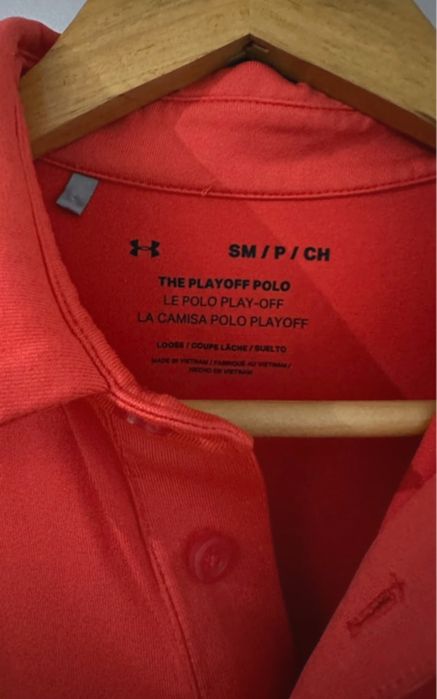 SM / P / CH
THE PLAYOFF POLO
LE POLO PLAY-OFF
LA CAMISA POLO PLAYOFF
LOOSE / COUPE LÂCHE / SUELTO
MADE IN VIETNAM / FABRIQUÉ AU VIETNAM /
HECHO EN VIETNAM